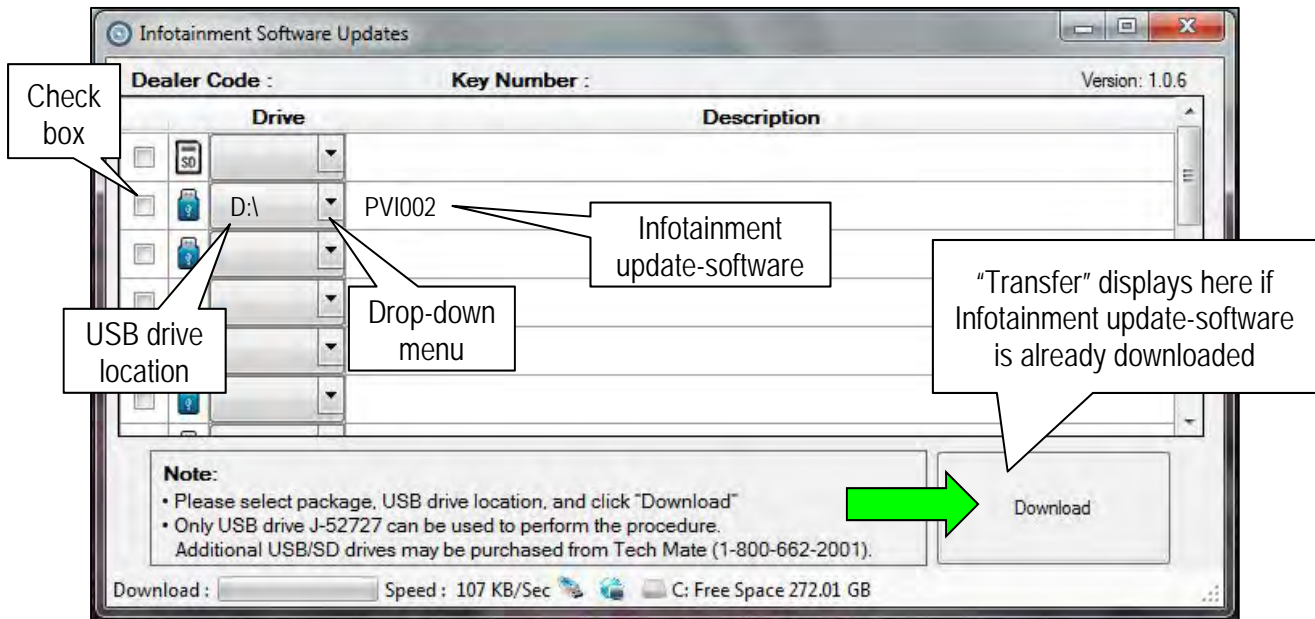 Infotainment Software Updates
Dealer Code :
Key Number :
Version: 1.0.6
Check
box
Drive
Description
SD
D:\
PVI002
Infotainment
update-software
USB drive
location
Drop-down
menu
"Transfer" displays here if
Infotainment update-software
is already downloaded
Note:
• Please select package, USB drive location, and click "Download"
• Only USB drive J-52727 can be used to perform the procedure.
Additional USB/SD drives may be purchased from Tech Mate (1-800-662-2001).
Download
Download :
Speed : 107 KB/Sec
C: Free Space 272.01 GB